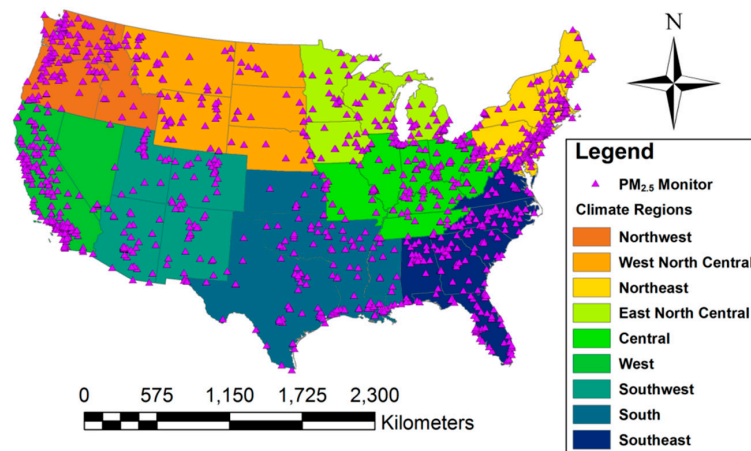 N
Legend
PM2.5 Monitor
Climate Regions
Northwest
West North Central
Northeast
East North Central
Central
West
Southwest
South
Southeast
0 575 1,150 1,725 2,300
Kilometers